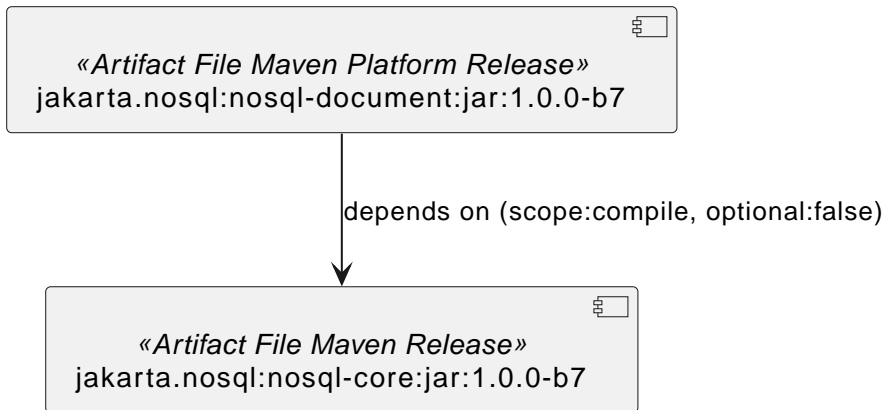 «Artifact File Maven Platform Release»
jakarta.nosql:nosql-document:jar:1.0.0-b7
depends on (scope:compile, optional:false)
«Artifact File Maven Release»
jakarta.nosql:nosql-core:jar:1.0.0-b7